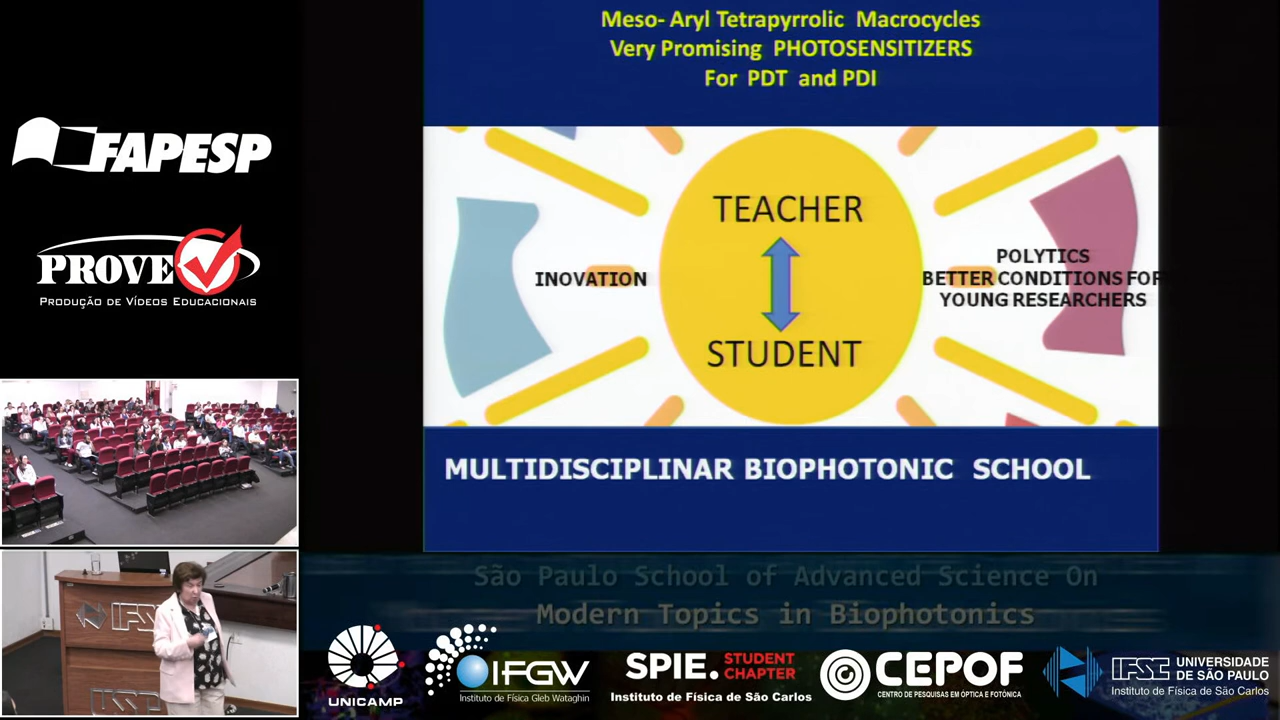 Meso- Aryl Tetrapyrrolic Macrocycles
Very Promising PHOTOSENSITIZERS
For PDT and PDI
FAPESP
PROVE
PRODUÇÃO DE VÍDEOS EDUCACIONAIS
TEACHER
STUDENT
INOVATION
POLYTICS
BETTER CONDITIONS FOR
YOUNG RESEARCHERS
MULTIDISCIPLINAR BIOPHOTONIC SCHOOL
São Paulo School of Advanced Science On
Modern Topics in Biophotonics
UNICAMP
IFGW
Instituto de Física Gleb Wataghin
SPIE. STUDENT
CHAPTER
Instituto de Física de São Carlos
CEPOF
CENTRO DE PESQUISAS EM ÓPTICA E FOTÔNICA
IFSC UNIVERSIDADE
DE SÃO PAULO
Instituto de Física de São Carlos